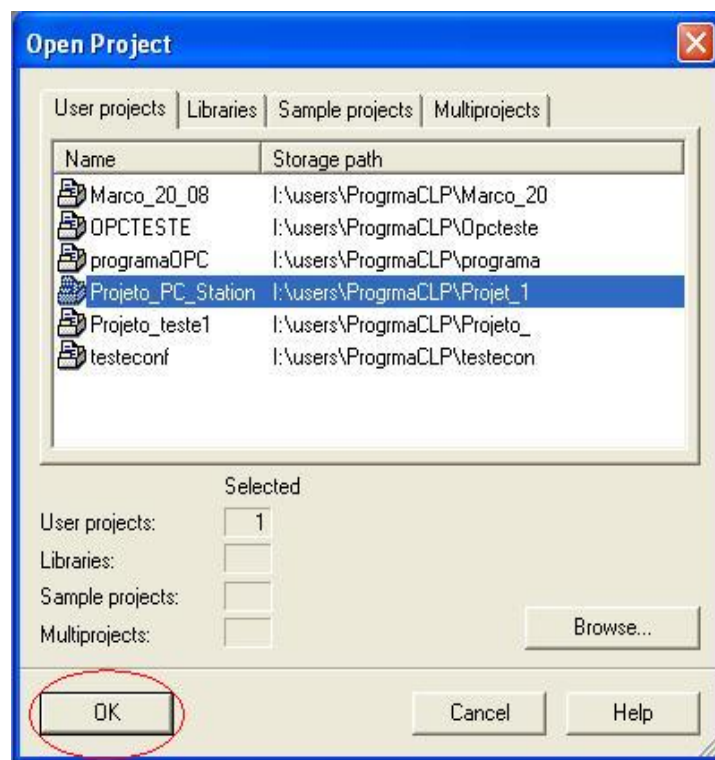 Open Project
User projects Libraries Sample projects Multiprojects
Name Storage path
Marco_20_08 I:\users\ProgrmaCLP\Marco_20
OPCTESTE I:\users\ProgrmaCLP\Opcteste
programaOPC I:\users\ProgrmaCLP\programa
Projeto_PC_Station I:\users\ProgrmaCLP\Projet_1
Projeto_teste1 I:\users\ProgrmaCLP\Projeto_
testeconf I:\users\ProgrmaCLP\testecon
Selected
User projects: 1
Libraries:
Sample projects:
Multiprojects: Browse...
OK Cancel Help